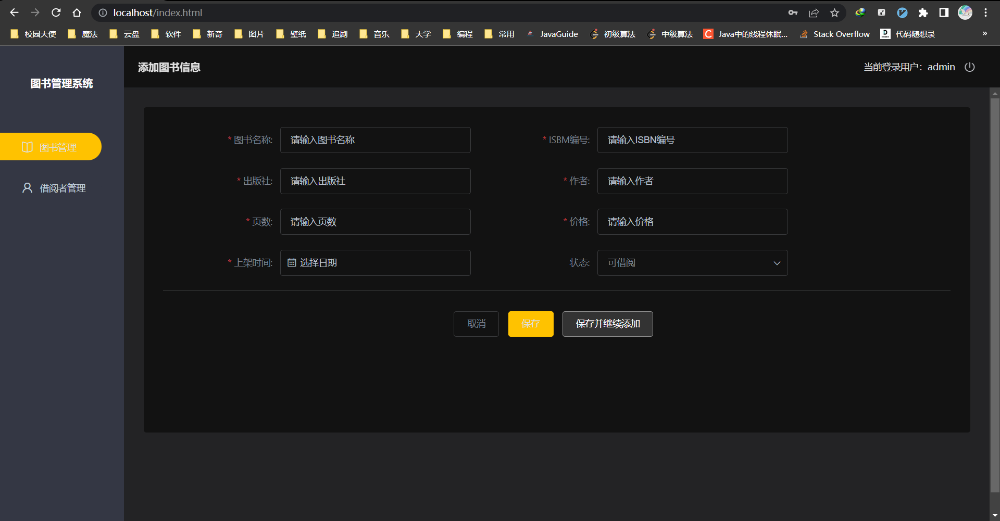 localhost/index.html
校园大使 魔法 云盘 软件 新奇 图片 壁纸 追剧 音乐 大学 编程 常用 JavaGuide 初级算法 中级算法 C Java中的线程休眠... Stack Overflow D 代码随想录 »
图书管理系统
图书管理
借阅者管理
添加图书信息
当前登录用户：admin
* 图书名称: 请输入图书名称
* ISBM编号: 请输入ISBN编号
* 出版社: 请输入出版社
* 作者: 请输入作者
* 页数: 请输入页数
* 价格: 请输入价格
* 上架时间: 选择日期
状态: 可借阅
取消 保存 保存并继续添加